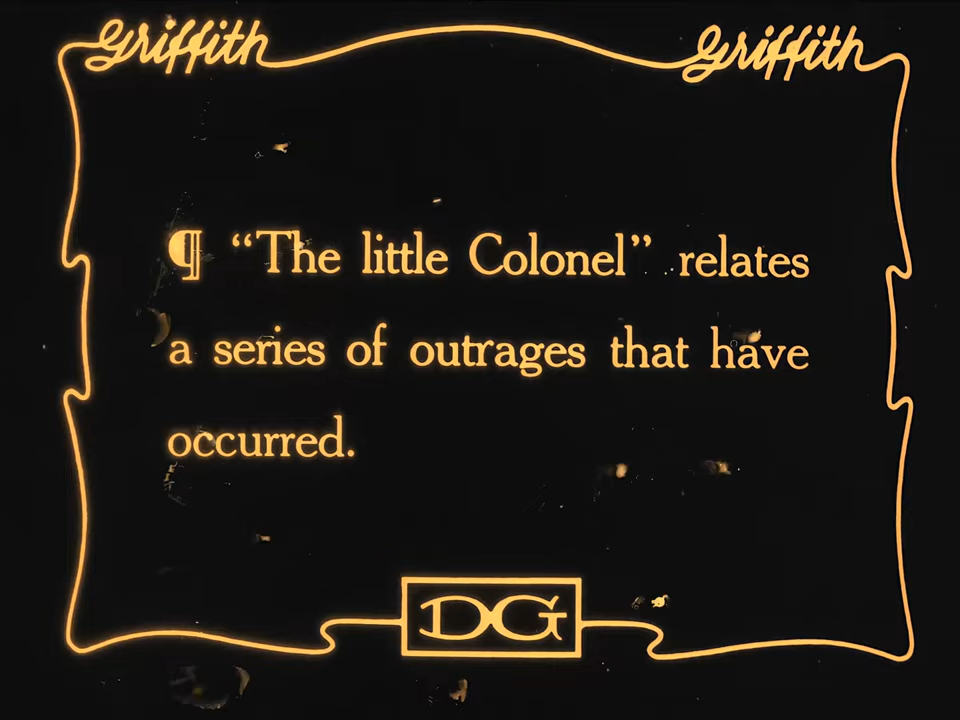 Griffith Griffith
¶ “The little Colonel” relates
a series of outrages that have
occurred.
DG